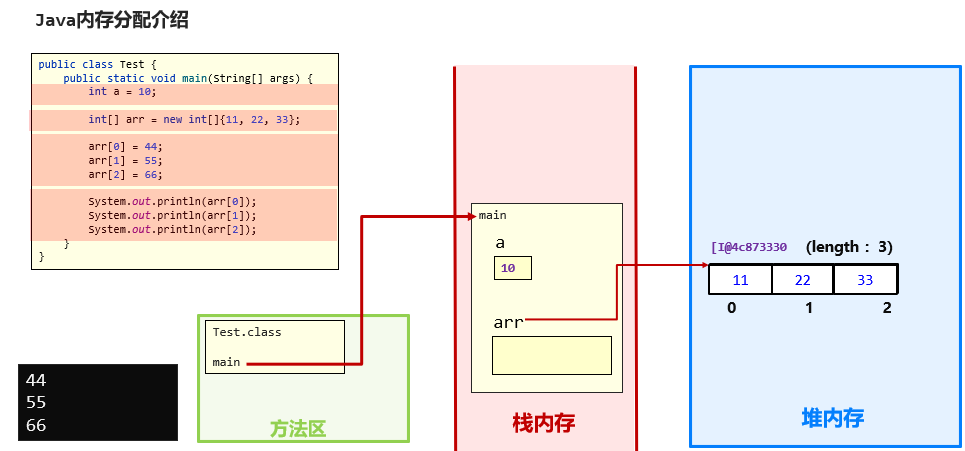 Java内存分配介绍
public class Test {
    public static void main(String[] args) {
        int a = 10;
        int[] arr = new int[]{11, 22, 33};
        arr[0] = 44;
        arr[1] = 55;
        arr[2] = 66;
        System.out.println(arr[0]);
        System.out.println(arr[1]);
        System.out.println(arr[2]);
    }
}
44
55
66
Test.class
main
方法区
main
a
10
arr
栈内存
[I@4c873330 (length：3)
11 22 33
0 1 2
堆内存